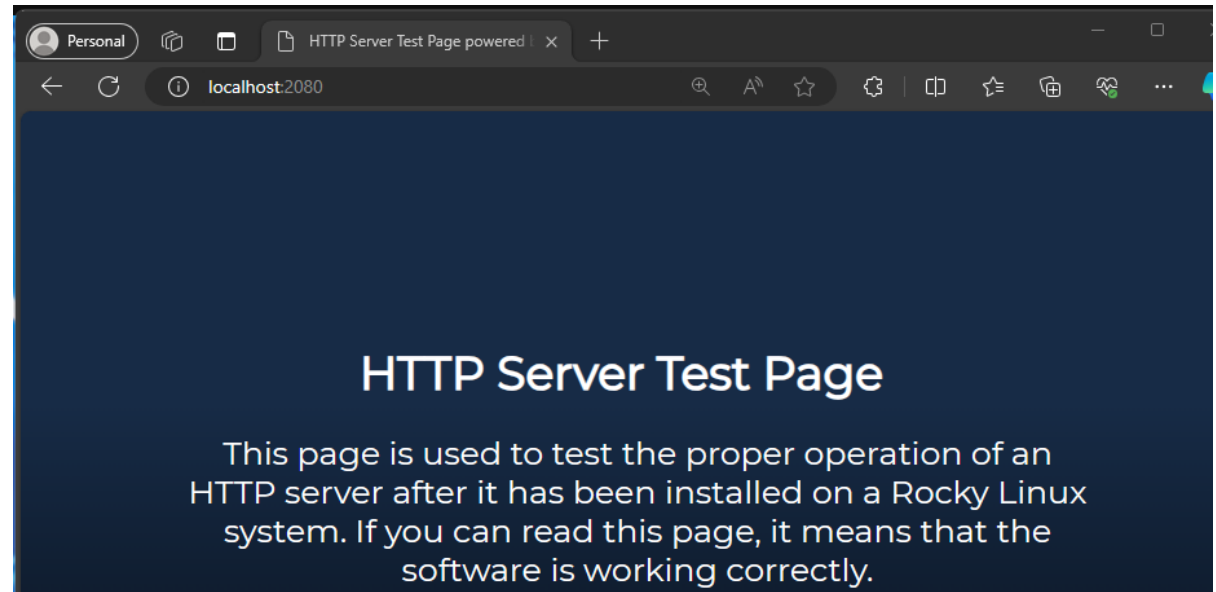 Personal
HTTP Server Test Page powered b
localhost:2080
HTTP Server Test Page
This page is used to test the proper operation of an
HTTP server after it has been installed on a Rocky Linux
system. If you can read this page, it means that the
software is working correctly.